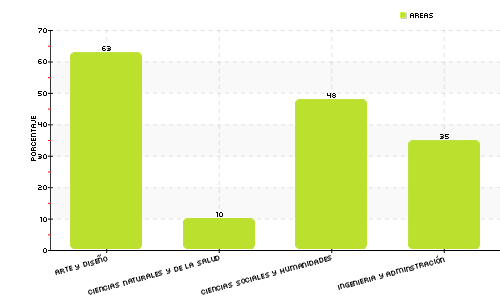 AREAS
70
60
50
40
30
20
10
0
PORCENTAJE
63
10
48
35
ARTE Y DISEÑO
CIENCIAS NATURALES Y DE LA SALUD
CIENCIAS SOCIALES Y HUMANIDADES
INGENIERIA Y ADMINSTRACIÓN